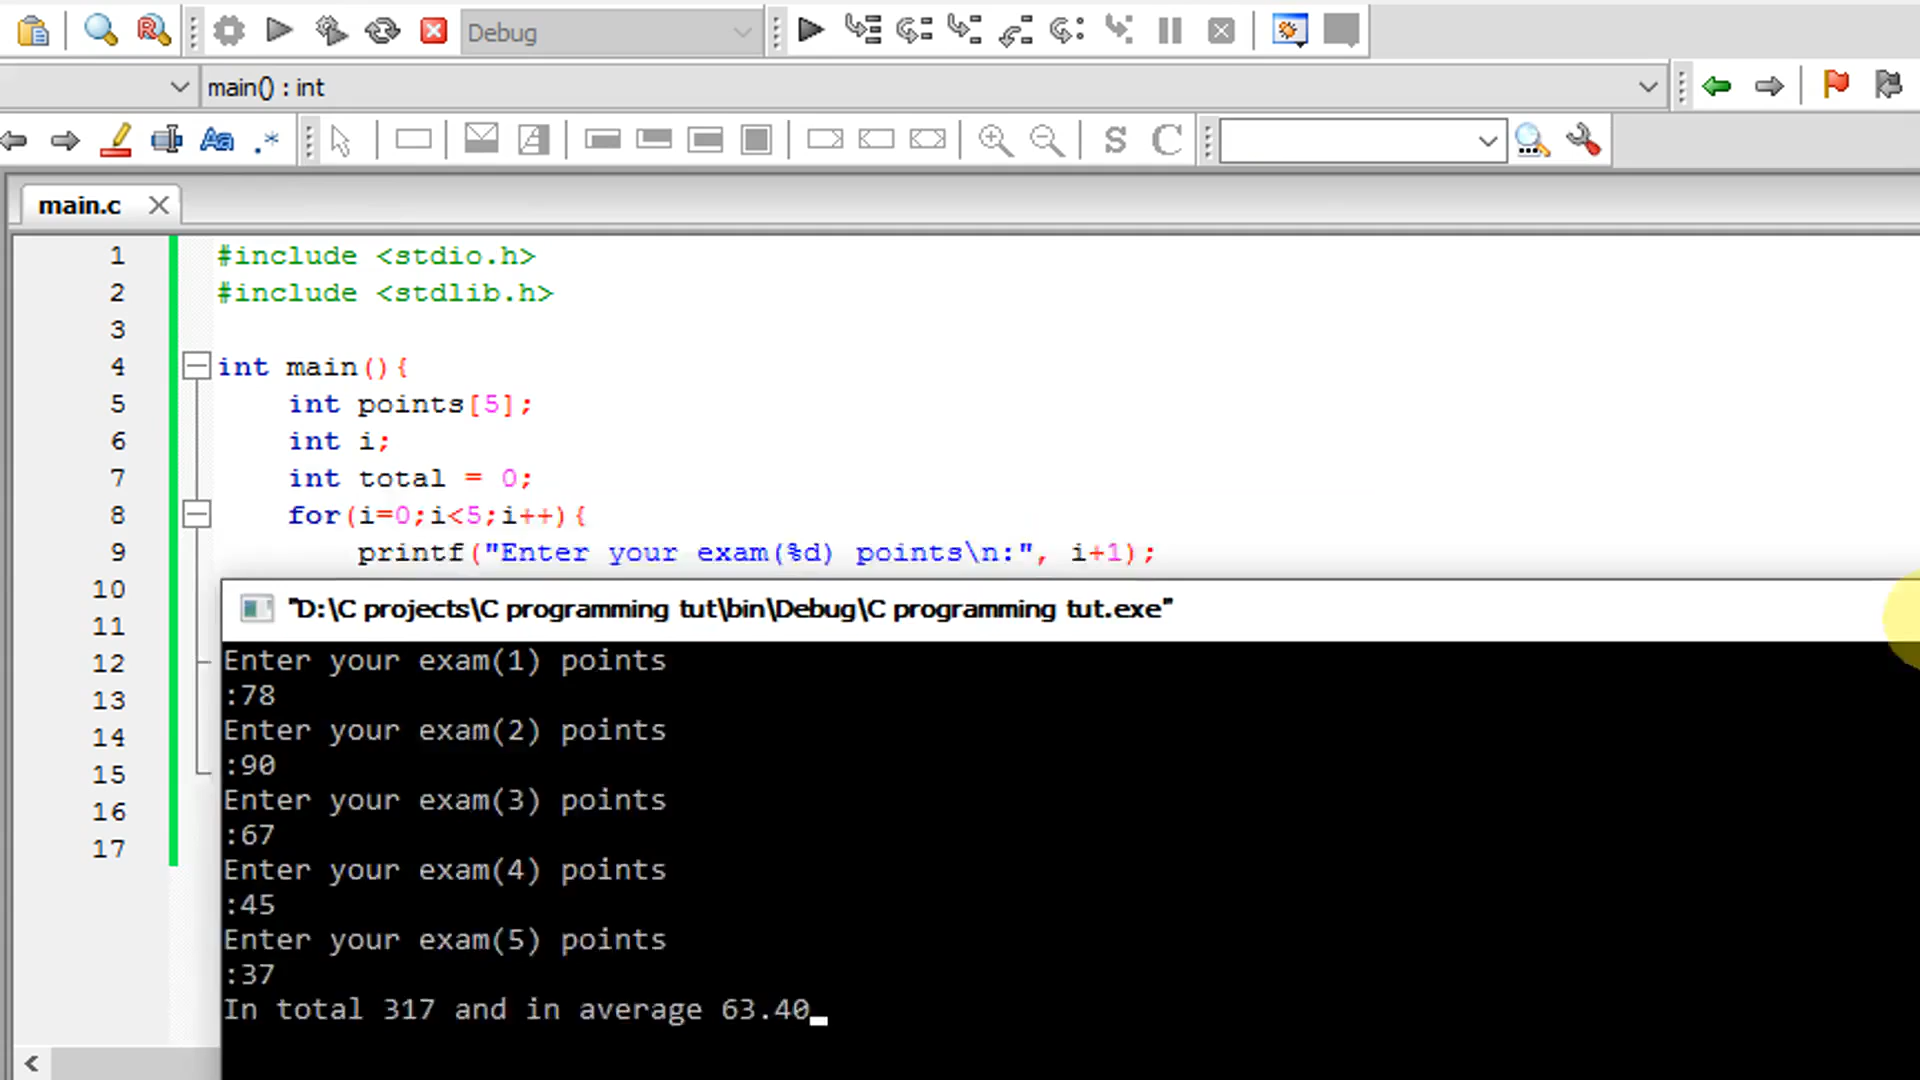 Debug
main() : int
main.c
1 #include <stdio.h>
2 #include <stdlib.h>
3
4 int main(){
5 int points[5];
6 int i;
7 int total = 0;
8 for(i=0;i<5;i++){
9 printf("Enter your exam(%d) points\n:", i+1);
10
11
12
13
14
15
16
17
"D:\C projects\C programming tut\bin\Debug\C programming tut.exe"
Enter your exam(1) points
:78
Enter your exam(2) points
:90
Enter your exam(3) points
:67
Enter your exam(4) points
:45
Enter your exam(5) points
:37
In total 317 and in average 63.40